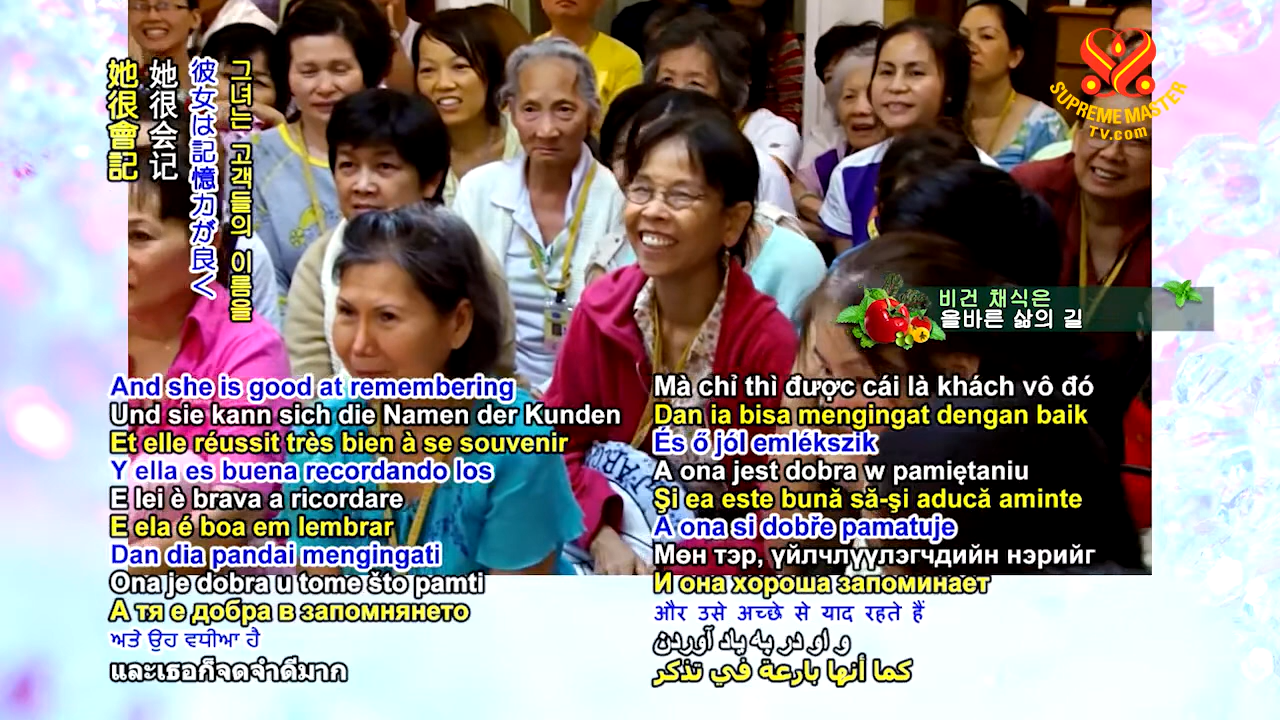 她很會記
她很会记
彼女は記憶力が良く
그녀는 고객들의 이름을
SUPREME MASTER
TV.com
비건 채식은
올바른 삶의 길
And she is good at remembering
Und sie kann sich die Namen der Kunden
Et elle réussit très bien à se souvenir
Y ella es buena recordando los
E lei è brava a ricordare
E ela é boa em lembrar
Dan dia pandai mengingati
Ona je dobra u tome što pamti
А тя е добра в запомнянето
ਅਤੇ ਉਹ ਵਧੀਆ ਹੈ
และเธอก็จดจำดีมาก
Mà chỉ thì được cái là khách vô đó
Dan ia bisa mengingat dengan baik
És ő jól emlékszik
A ona jest dobra w pamiętaniu
Şi ea este bună să-şi aducă aminte
A ona si dobře pamatuje
Мөн тэр, үйлчлүүлэгчдийн нэрийг
И она хороша запоминает
और उसे अच्छे से याद रहते हैं
و او در به یاد آوردن
كما أنها بارعة في تذكر